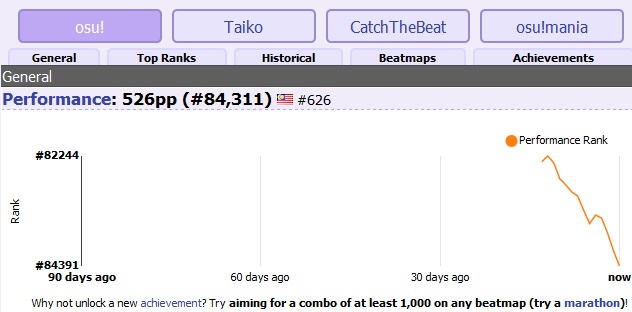 osu! Taiko CatchTheBeat osu!mania
General Top Ranks Historical Beatmaps Achievements
General
Performance: 526pp (#84,311) #626
Performance Rank
#82244
Rank
#84391
90 days ago 60 days ago 30 days ago now
Why not unlock a new achievement? Try aiming for a combo of at least 1,000 on any beatmap (try a marathon)!